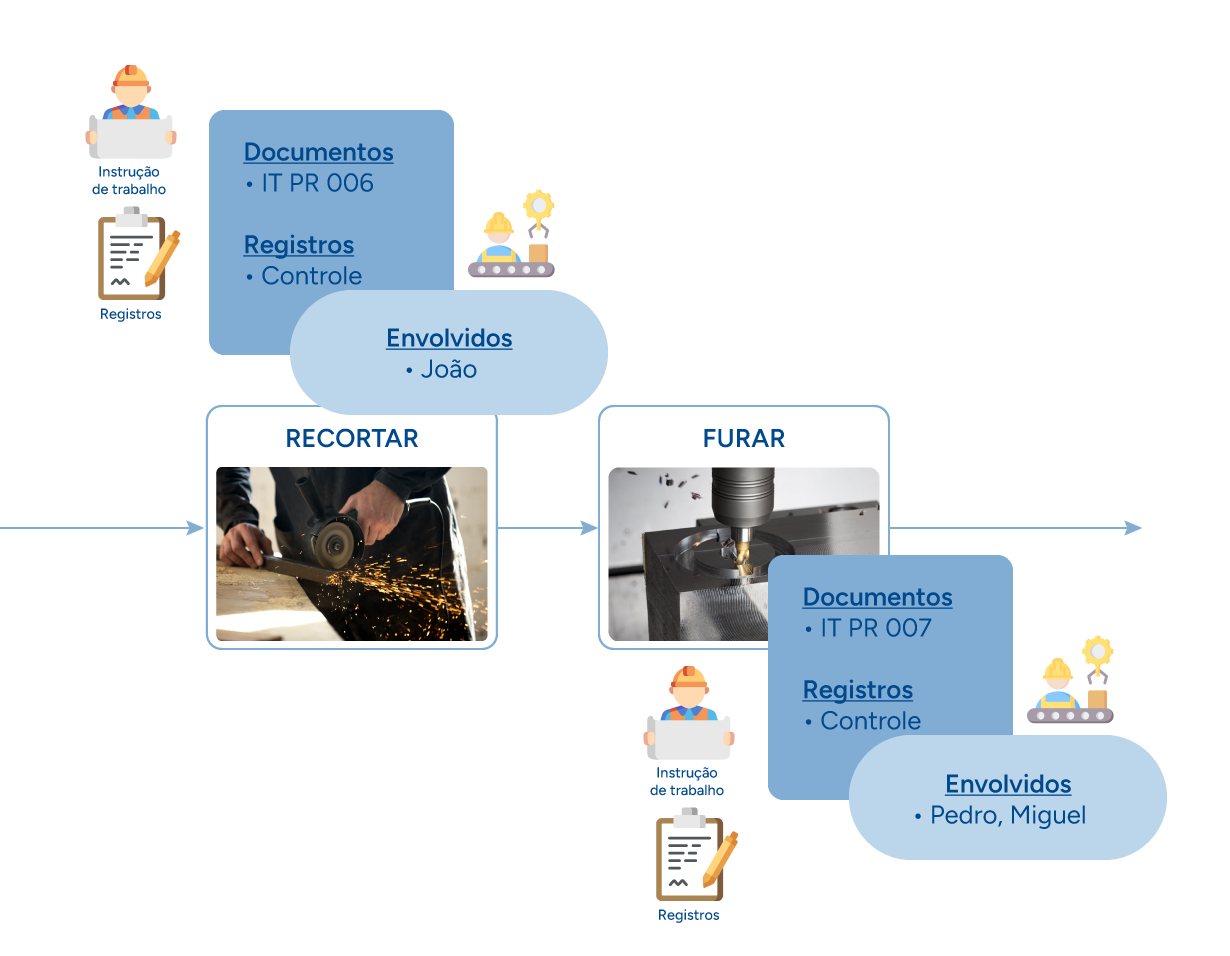 Instrução
de trabalho
Registros
Documentos
• IT PR 006
Registros
• Controle
Envolvidos
• João
RECORTAR
FURAR
Documentos
• IT PR 007
Registros
• Controle
Envolvidos
• Pedro, Miguel
Instrução
de trabalho
Registros